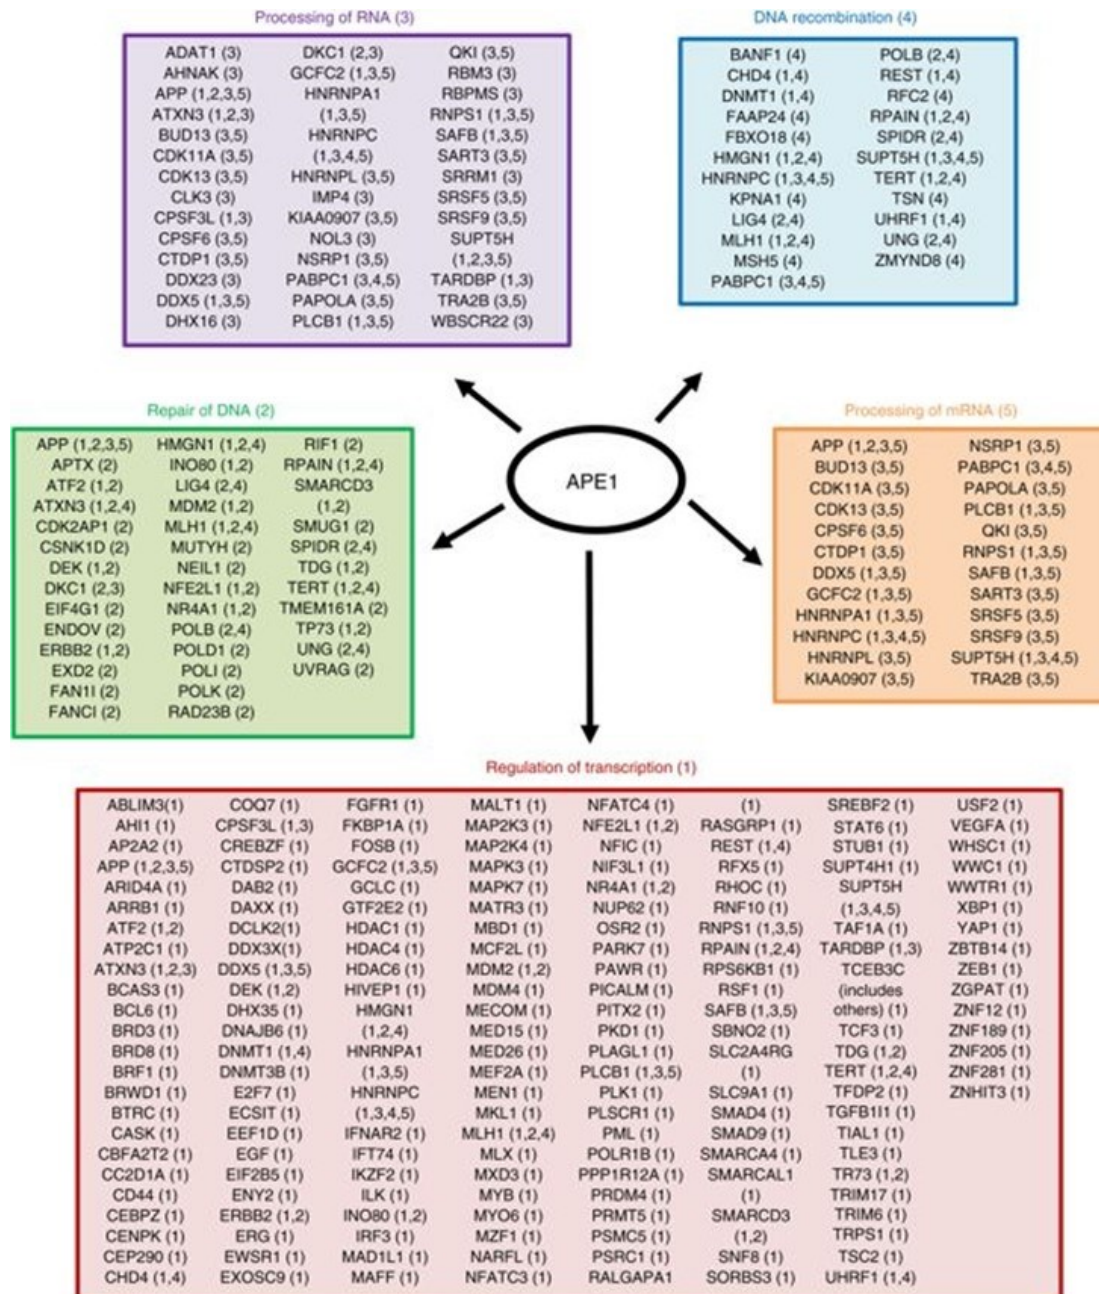 Processing of RNA (3)
ADAT1 (3)
AHNAK (3)
APP (1,2,3,5)
ATXN3 (1,2,3)
BUD13 (3,5)
CDK11A (3,5)
CDK13 (3,5)
CLK3 (3)
CPSF3L (1,3)
CPSF6 (3,5)
CTDP1 (3,5)
DDX23 (3)
DDX5 (1,3,5)
DHX16 (3)
DKC1 (2,3)
GCFC2 (1,3,5)
HNRNPA1
(1,3,5)
HNRNPC
(1,3,4,5)
HNRNPL (3,5)
IMP4 (3)
KIAA0907 (3,5)
NOL3 (3)
NSRP1 (3,5)
PABPC1 (3,4,5)
PAPOLA (3,5)
PLCB1 (1,3,5)
QKI (3,5)
RBM3 (3)
RBPMS (3)
RNPS1 (1,3,5)
SAFB (1,3,5)
SART3 (3,5)
SRRM1 (3)
SRSF5 (3,5)
SRSF9 (3,5)
SUPT5H
(1,2,3,5)
TARDBP (1,3)
TRA2B (3,5)
WBSCR22 (3)
DNA recombination (4)
BANF1 (4)
CHD4 (1,4)
DNMT1 (1,4)
FAAP24 (4)
FBXO18 (4)
HMGN1 (1,2,4)
HNRNPC (1,3,4,5)
KPNA1 (4)
LIG4 (2,4)
MLH1 (1,2,4)
MSH5 (4)
PABPC1 (3,4,5)
POLB (2,4)
REST (1,4)
RFC2 (4)
RPAIN (1,2,4)
SPIDR (2,4)
SUPT5H (1,3,4,5)
TERT (1,2,4)
TSN (4)
UHRF1 (1,4)
UNG (2,4)
ZMYND8 (4)
Repair of DNA (2)
APP (1,2,3,5)
APTX (2)
ATF2 (1,2)
ATXN3 (1,2,4)
CDK2AP1 (2)
CSNK1D (2)
DEK (1,2)
DKC1 (2,3)
EIF4G1 (2)
ENDOV (2)
ERBB2 (1,2)
EXD2 (2)
FAN1I (2)
FANCI (2)
HMGN1 (1,2,4)
INO80 (1,2)
LIG4 (2,4)
MDM2 (1,2)
MLH1 (1,2,4)
MUTYH (2)
NEIL1 (2)
NFE2L1 (1,2)
NR4A1 (1,2)
POLB (2,4)
POLD1 (2)
POLI (2)
POLK (2)
RAD23B (2)
RIF1 (2)
RPAIN (1,2,4)
SMARCD3
(1,2)
SMUG1 (2)
SPIDR (2,4)
TDG (1,2)
TERT (1,2,4)
TMEM161A (2)
TP73 (1,2)
UNG (2,4)
UVRAG (2)
APE1
Processing of mRNA (5)
APP (1,2,3,5)
BUD13 (3,5)
CDK11A (3,5)
CDK13 (3,5)
CPSF6 (3,5)
CTDP1 (3,5)
DDX5 (1,3,5)
GCFC2 (1,3,5)
HNRNPA1 (1,3,5)
HNRNPC (1,3,4,5)
HNRNPL (3,5)
KIAA0907 (3,5)
NSRP1 (3,5)
PABPC1 (3,4,5)
PAPOLA (3,5)
PLCB1 (1,3,5)
QKI (3,5)
RNPS1 (1,3,5)
SAFB (1,3,5)
SART3 (3,5)
SRSF5 (3,5)
SRSF9 (3,5)
SUPT5H (1,3,4,5)
TRA2B (3,5)
Regulation of transcription (1)
ABLIM3(1)
AHI1 (1)
AP2A2 (1)
APP (1,2,3,5)
ARID4A (1)
ARRB1 (1)
ATF2 (1,2)
ATP2C1 (1)
ATXN3 (1,2,3)
BCAS3 (1)
BCL6 (1)
BRD3 (1)
BRD8 (1)
BRF1 (1)
BRWD1 (1)
BTRC (1)
CASK (1)
CBFA2T2 (1)
CC2D1A (1)
CD44 (1)
CEBPZ (1)
CENPK (1)
CEP290 (1)
CHD4 (1,4)
COQ7 (1)
CPSF3L (1,3)
CREBZF (1)
CTDSP2 (1)
DAB2 (1)
DAXX (1)
DCLK2(1)
DDX3X(1)
DDX5 (1,3,5)
DEK (1,2)
DHX35 (1)
DNAJB6 (1)
DNMT1 (1,4)
DNMT3B (1)
E2F7 (1)
ECSIT (1)
EEF1D (1)
EGF (1)
EIF2B5 (1)
ENY2 (1)
ERBB2 (1,2)
ERG (1)
EWSR1 (1)
EXOSC9 (1)
FGFR1 (1)
FKBP1A (1)
FOSB (1)
GCFC2 (1,3,5)
GCLC (1)
GTF2E2 (1)
HDAC1 (1)
HDAC4 (1)
HDAC6 (1)
HIVEP1 (1)
HMGN1
(1,2,4)
HNRNPA1
(1,3,5)
HNRNPC
(1,3,4,5)
IFNAR2 (1)
IFT74 (1)
IKZF2 (1)
ILK (1)
INO80 (1,2)
IRF3 (1)
MAD1L1 (1)
MAFF (1)
MALT1 (1)
MAP2K3 (1)
MAP2K4 (1)
MAPK3 (1)
MAPK7 (1)
MATR3 (1)
MBD1 (1)
MCF2L (1)
MDM2 (1,2)
MDM4 (1)
MECOM (1)
MED15 (1)
MED26 (1)
MEF2A (1)
MEN1 (1)
MKL1 (1)
MLH1 (1,2,4)
MLX (1)
MXD3 (1)
MYB (1)
MYO6 (1)
MZF1 (1)
NARFL (1)
NFATC3 (1)
NFATC4 (1)
NFE2L1 (1,2)
NFIC (1)
NIF3L1 (1)
NR4A1 (1,2)
NUP62 (1)
OSR2 (1)
PARK7 (1)
PAWR (1)
PICALM (1)
PITX2 (1)
PKD1 (1)
PLAGL1 (1)
PLCB1 (1,3,5)
PLK1 (1)
PLSCR1 (1)
PML (1)
POLR1B (1)
PPP1R12A (1)
PRDM4 (1)
PRMT5 (1)
PSMC5 (1)
PSRC1 (1)
RALGAPA1
(1)
RASGRP1 (1)
REST (1,4)
RFX5 (1)
RHOC (1)
RNF10 (1)
RNPS1 (1,3,5)
RPAIN (1,2,4)
RPS6KB1 (1)
RSF1 (1)
SAFB (1,3,5)
SBNO2 (1)
SLC2A4RG
(1)
SLC9A1 (1)
SMAD4 (1)
SMAD9 (1)
SMARCA4 (1)
SMARCAL1
(1)
SMARCD3
(1,2)
SNF8 (1)
SORBS3 (1)
SREBF2 (1)
STAT6 (1)
STUB1 (1)
SUPT4H1 (1)
SUPT5H
(1,3,4,5)
TAF1A (1)
TARDBP (1,3)
TCEB3C
(includes
others) (1)
TCF3 (1)
TDG (1,2)
TERT (1,2,4)
TFDP2 (1)
TGFB1I1 (1)
TIAL1 (1)
TLE3 (1)
TR73 (1,2)
TRIM17 (1)
TRIM6 (1)
TRPS1 (1)
TSC2 (1)
UHRF1 (1,4)
USF2 (1)
VEGFA (1)
WHSC1 (1)
WWC1 (1)
WWTR1 (1)
XBP1 (1)
YAP1 (1)
ZBTB14 (1)
ZEB1 (1)
ZGPAT (1)
ZNF12 (1)
ZNF189 (1)
ZNF205 (1)
ZNF281 (1)
ZNHIT3 (1)